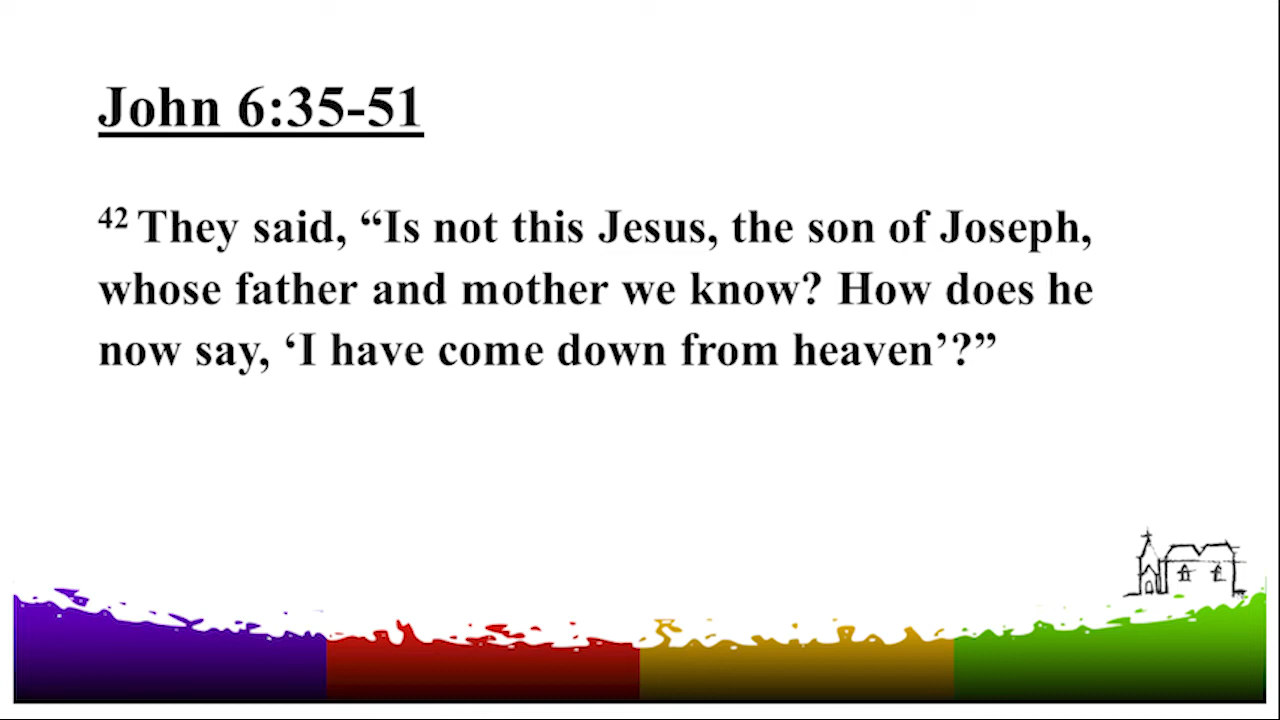 John 6:35-51
42 They said, “Is not this Jesus, the son of Joseph,
whose father and mother we know? How does he
now say, ‘I have come down from heaven’?”